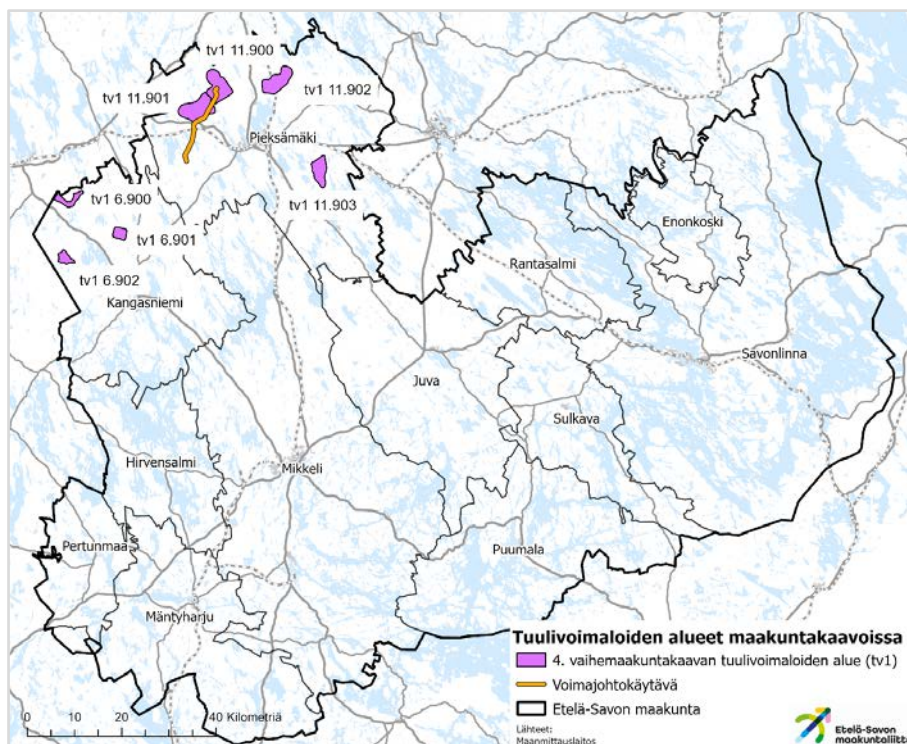 tv1 11.900
tv1 11.901
tv1 11.902
Pieksämäki
tv1 11.903
tv1 6.900
tv1 6.901
tv1 6.902
Kangasniemi
Enonkoski
Rantasalmi
Savonlinna
Juva
Sulkava
Hirvensalmi
Mikkeli
Pertunmaa
Puumala
Mäntyharju
0 10 20 40 Kilometriä
Tuulivoimaloiden alueet maakuntakaavoissa
4. vaihemaakuntakaavan tuulivoimaloiden alue (tv1)
Voimajohtokäytävä
Etelä-Savon maakunta
Lähteet:
Maanmittauslaitos
Etelä-Savon
maakuntaliitto